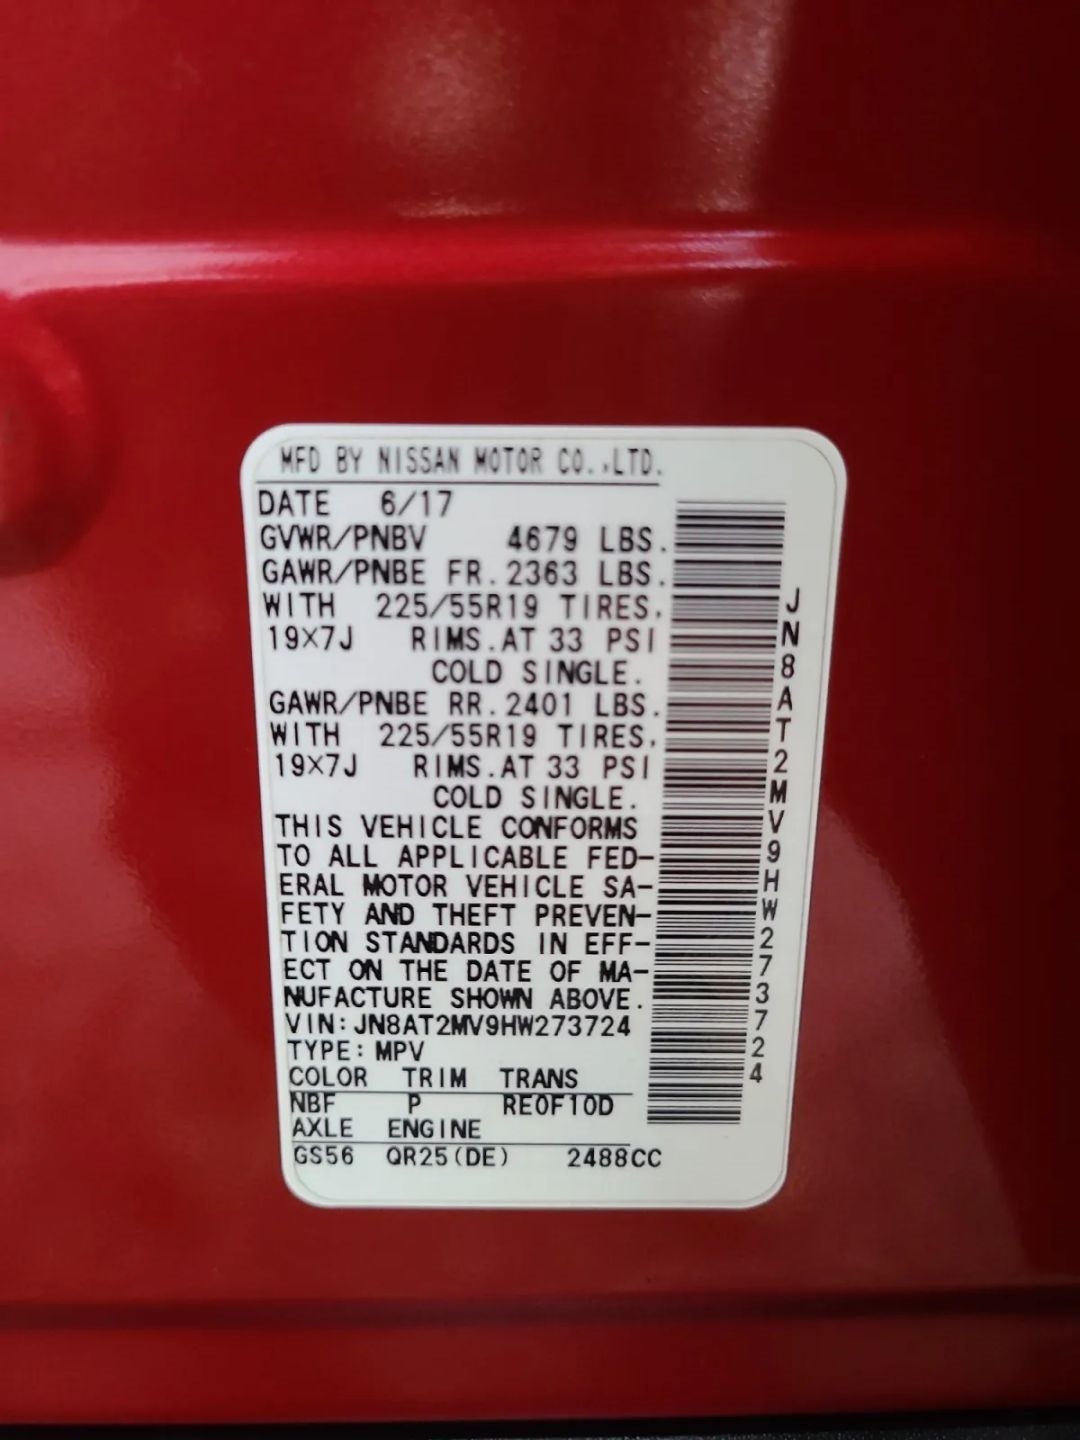 MFD BY NISSAN MOTOR CO.,LTD.
DATE 6/17
GVWR/PNBV 4679 LBS.
GAWR/PNBE FR.2363 LBS.
WITH 225/55R19 TIRES.
19×7J RIMS.AT 33 PSI
COLD SINGLE.
GAWR/PNBE RR.2401 LBS.
WITH 225/55R19 TIRES.
19×7J RIMS.AT 33 PSI
COLD SINGLE.
THIS VEHICLE CONFORMS
TO ALL APPLICABLE FED-
ERAL MOTOR VEHICLE SA-
FETY AND THEFT PREVEN-
TION STANDARDS IN EFF-
ECT ON THE DATE OF MA-
NUFACTURE SHOWN ABOVE.
VIN:JN8AT2MV9HW273724
TYPE:MPV
COLOR TRIM TRANS
NBF P RE0F10D
AXLE ENGINE
GS56 QR25(DE) 2488CC
JN8AT2MV9HW273724